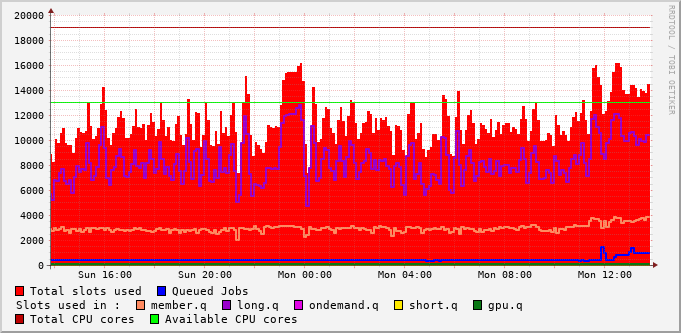 20000
18000
16000
14000
12000
10000
8000
6000
4000
2000
0
Sun 16:00 Sun 20:00 Mon 00:00 Mon 04:00 Mon 08:00 Mon 12:00
RRDTOOL / TOBI OETIKER
Total slots used Queued Jobs
Slots used in : member.q long.q ondemand.q short.q gpu.q
Total CPU cores Available CPU cores